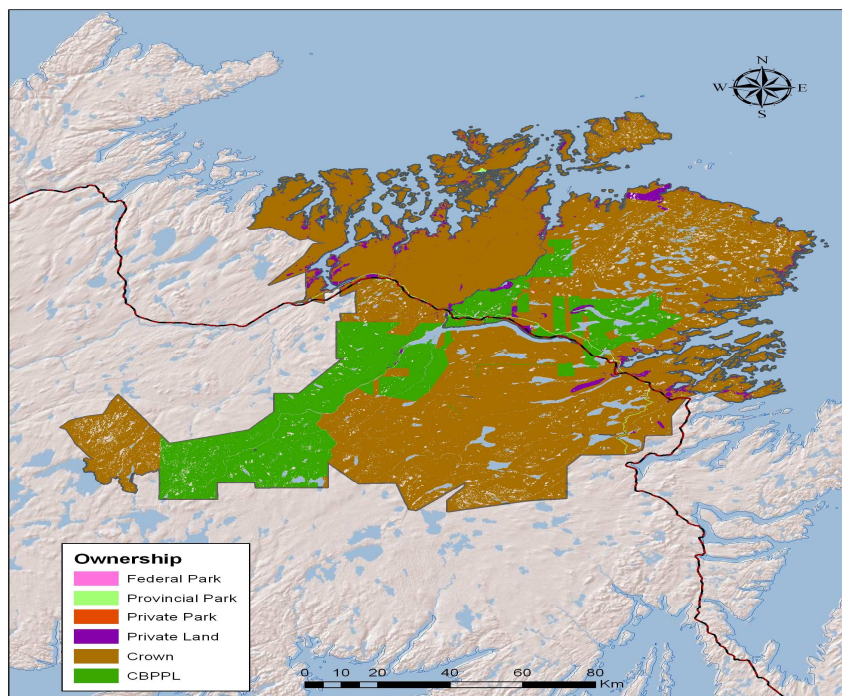 N
W E
S
Ownership
Federal Park
Provincial Park
Private Park
Private Land
Crown
CBPPL
0 10 20 40 60 80
Km